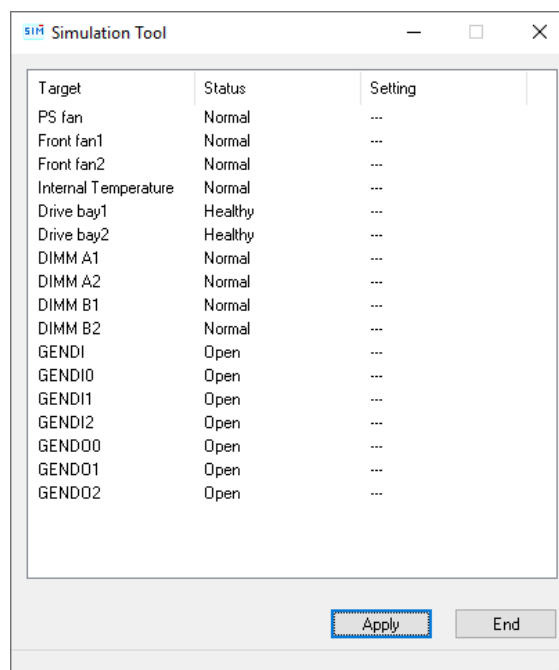 SIM Simulation Tool
Target Status Setting
PS fan Normal ---
Front fan1 Normal ---
Front fan2 Normal ---
Internal Temperature Normal ---
Drive bay1 Healthy ---
Drive bay2 Healthy ---
DIMM A1 Normal ---
DIMM A2 Normal ---
DIMM B1 Normal ---
DIMM B2 Normal ---
GENDI Open ---
GENDI0 Open ---
GENDI1 Open ---
GENDI2 Open ---
GENDO0 Open ---
GENDO1 Open ---
GENDO2 Open ---
Apply End